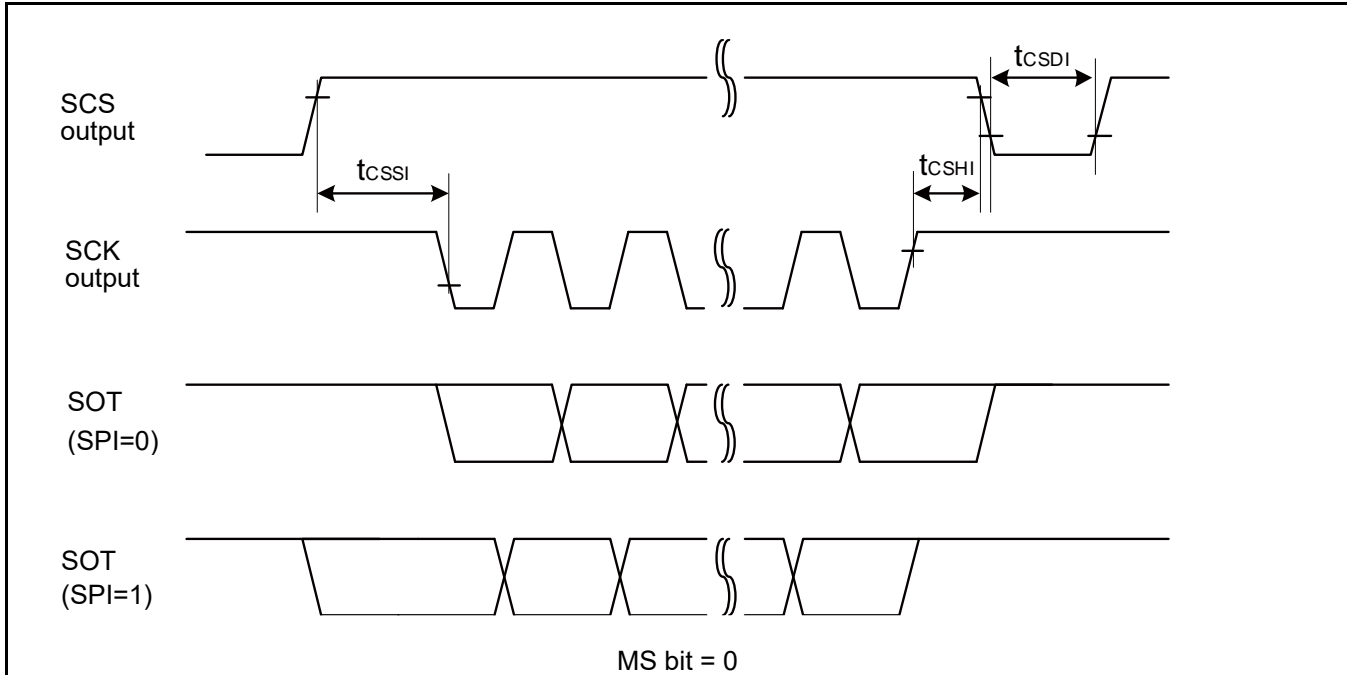 tCSDI
SCS
output
tCSSI
tCSHI
SCK
output
SOT
(SPI=0)
SOT
(SPI=1)
MS bit = 0